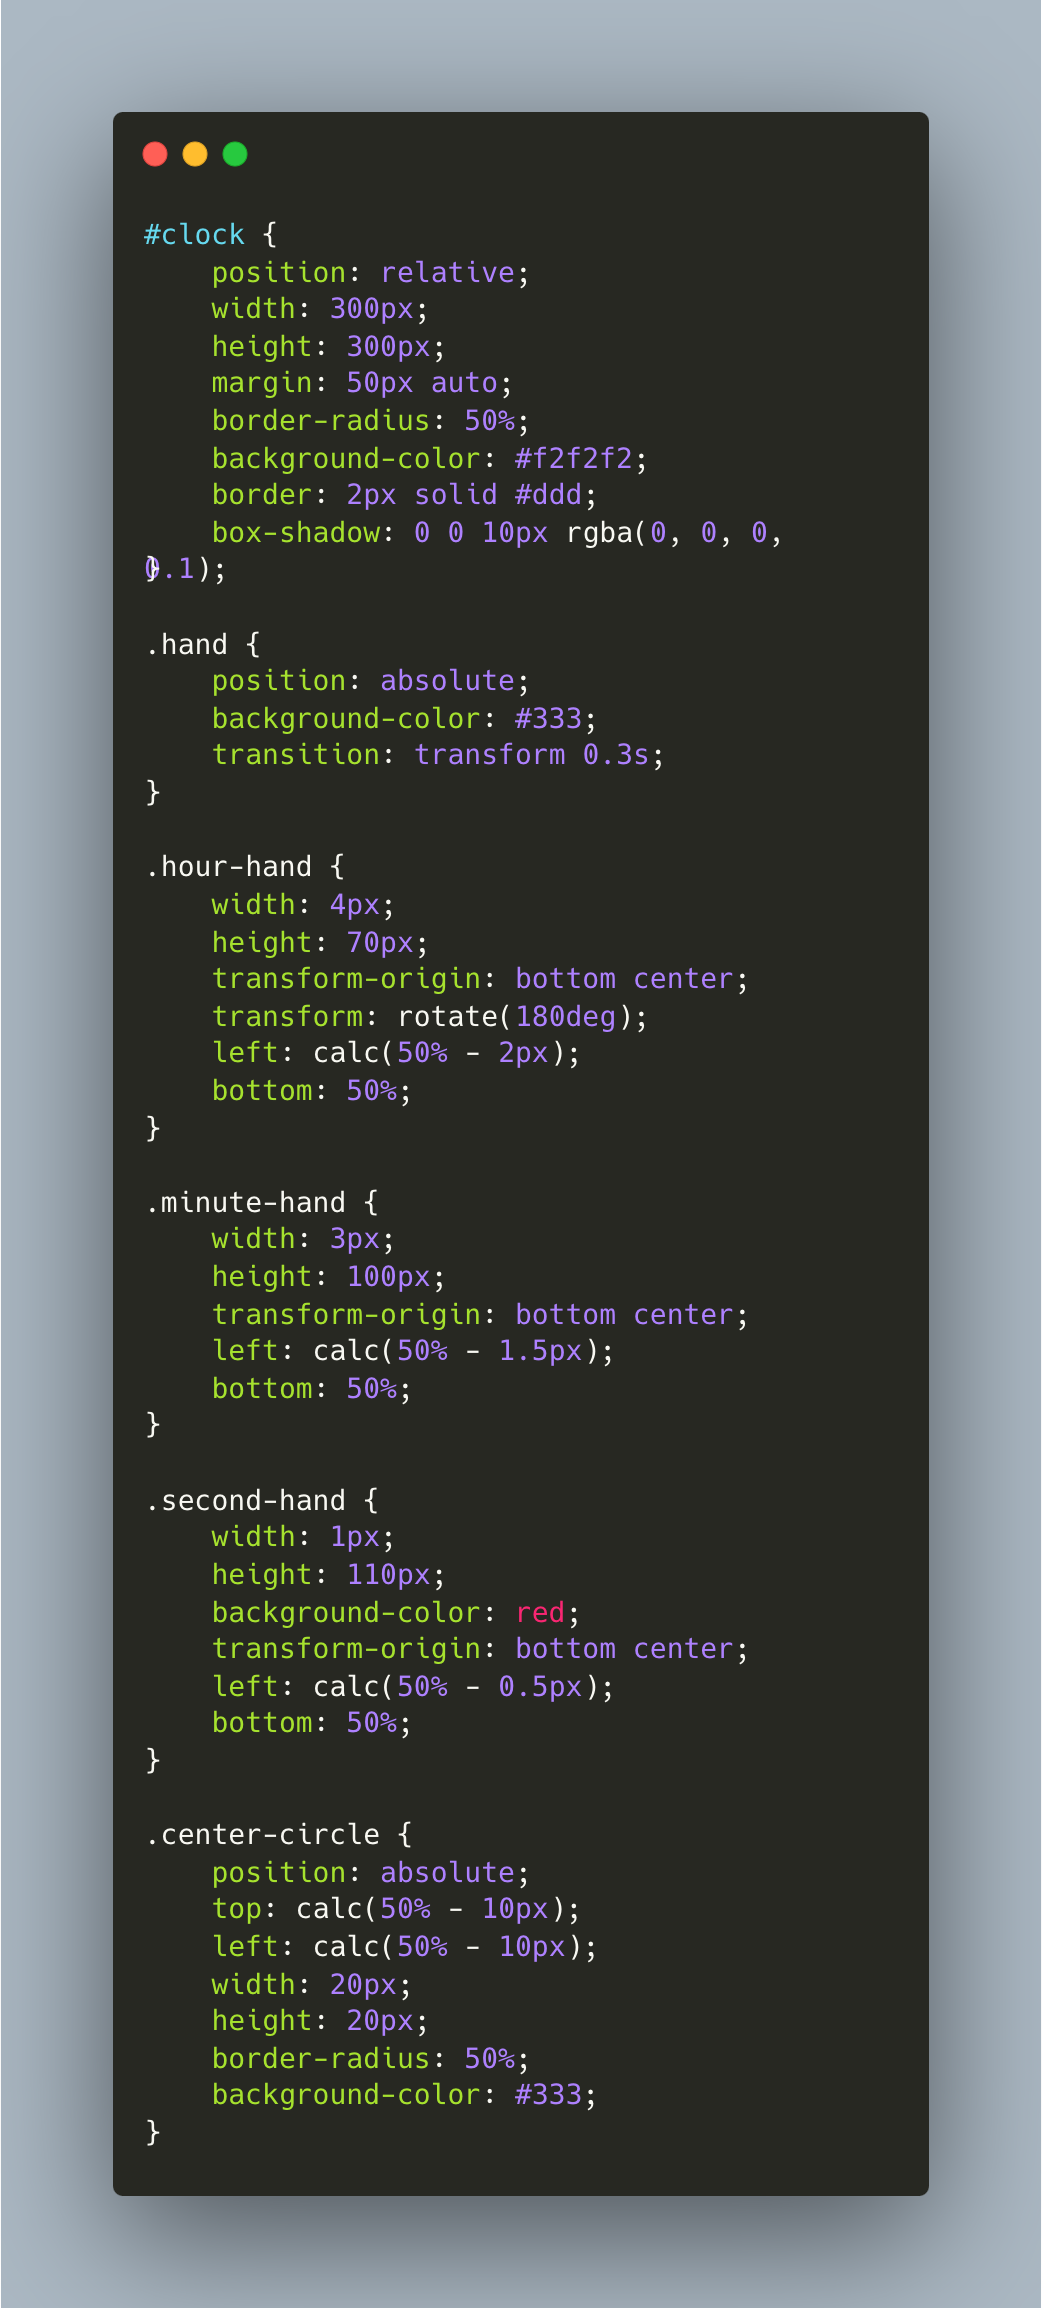 #clock {
    position: relative;
    width: 300px;
    height: 300px;
    margin: 50px auto;
    border-radius: 50%;
    background-color: #f2f2f2;
    border: 2px solid #ddd;
    box-shadow: 0 0 10px rgba(0, 0, 0,
0.1);
}

.hand {
    position: absolute;
    background-color: #333;
    transition: transform 0.3s;
}

.hour-hand {
    width: 4px;
    height: 70px;
    transform-origin: bottom center;
    transform: rotate(180deg);
    left: calc(50% - 2px);
    bottom: 50%;
}

.minute-hand {
    width: 3px;
    height: 100px;
    transform-origin: bottom center;
    left: calc(50% - 1.5px);
    bottom: 50%;
}

.second-hand {
    width: 1px;
    height: 110px;
    background-color: red;
    transform-origin: bottom center;
    left: calc(50% - 0.5px);
    bottom: 50%;
}

.center-circle {
    position: absolute;
    top: calc(50% - 10px);
    left: calc(50% - 10px);
    width: 20px;
    height: 20px;
    border-radius: 50%;
    background-color: #333;
}